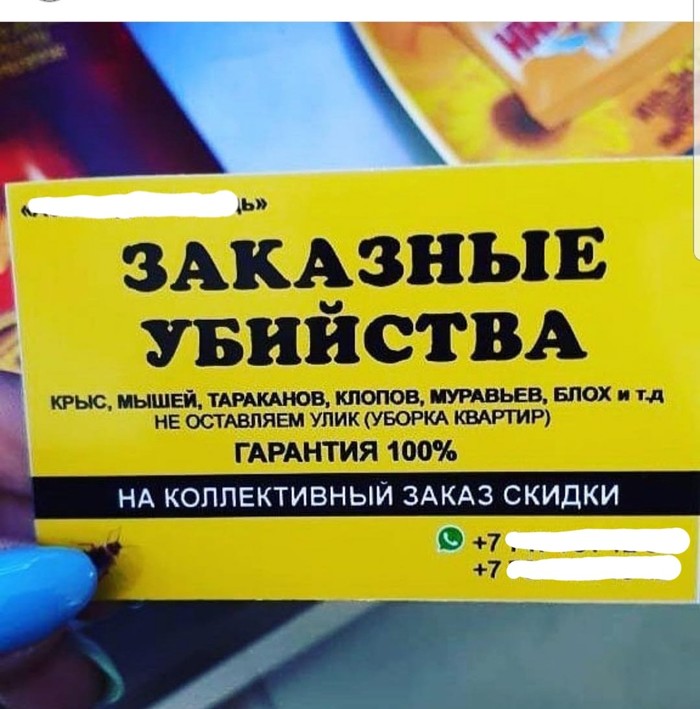 ЗАКАЗНЫЕ
УБИЙСТВА
КРЫС, МЫШЕЙ, ТАРАКАНОВ, КЛОПОВ, МУРАВЬЕВ, БЛОХ и т.д
НЕ ОСТАВЛЯЕМ УЛИК (УБОРКА КВАРТИР)
ГАРАНТИЯ 100%
НА КОЛЛЕКТИВНЫЙ ЗАКАЗ СКИДКИ
+7
+7